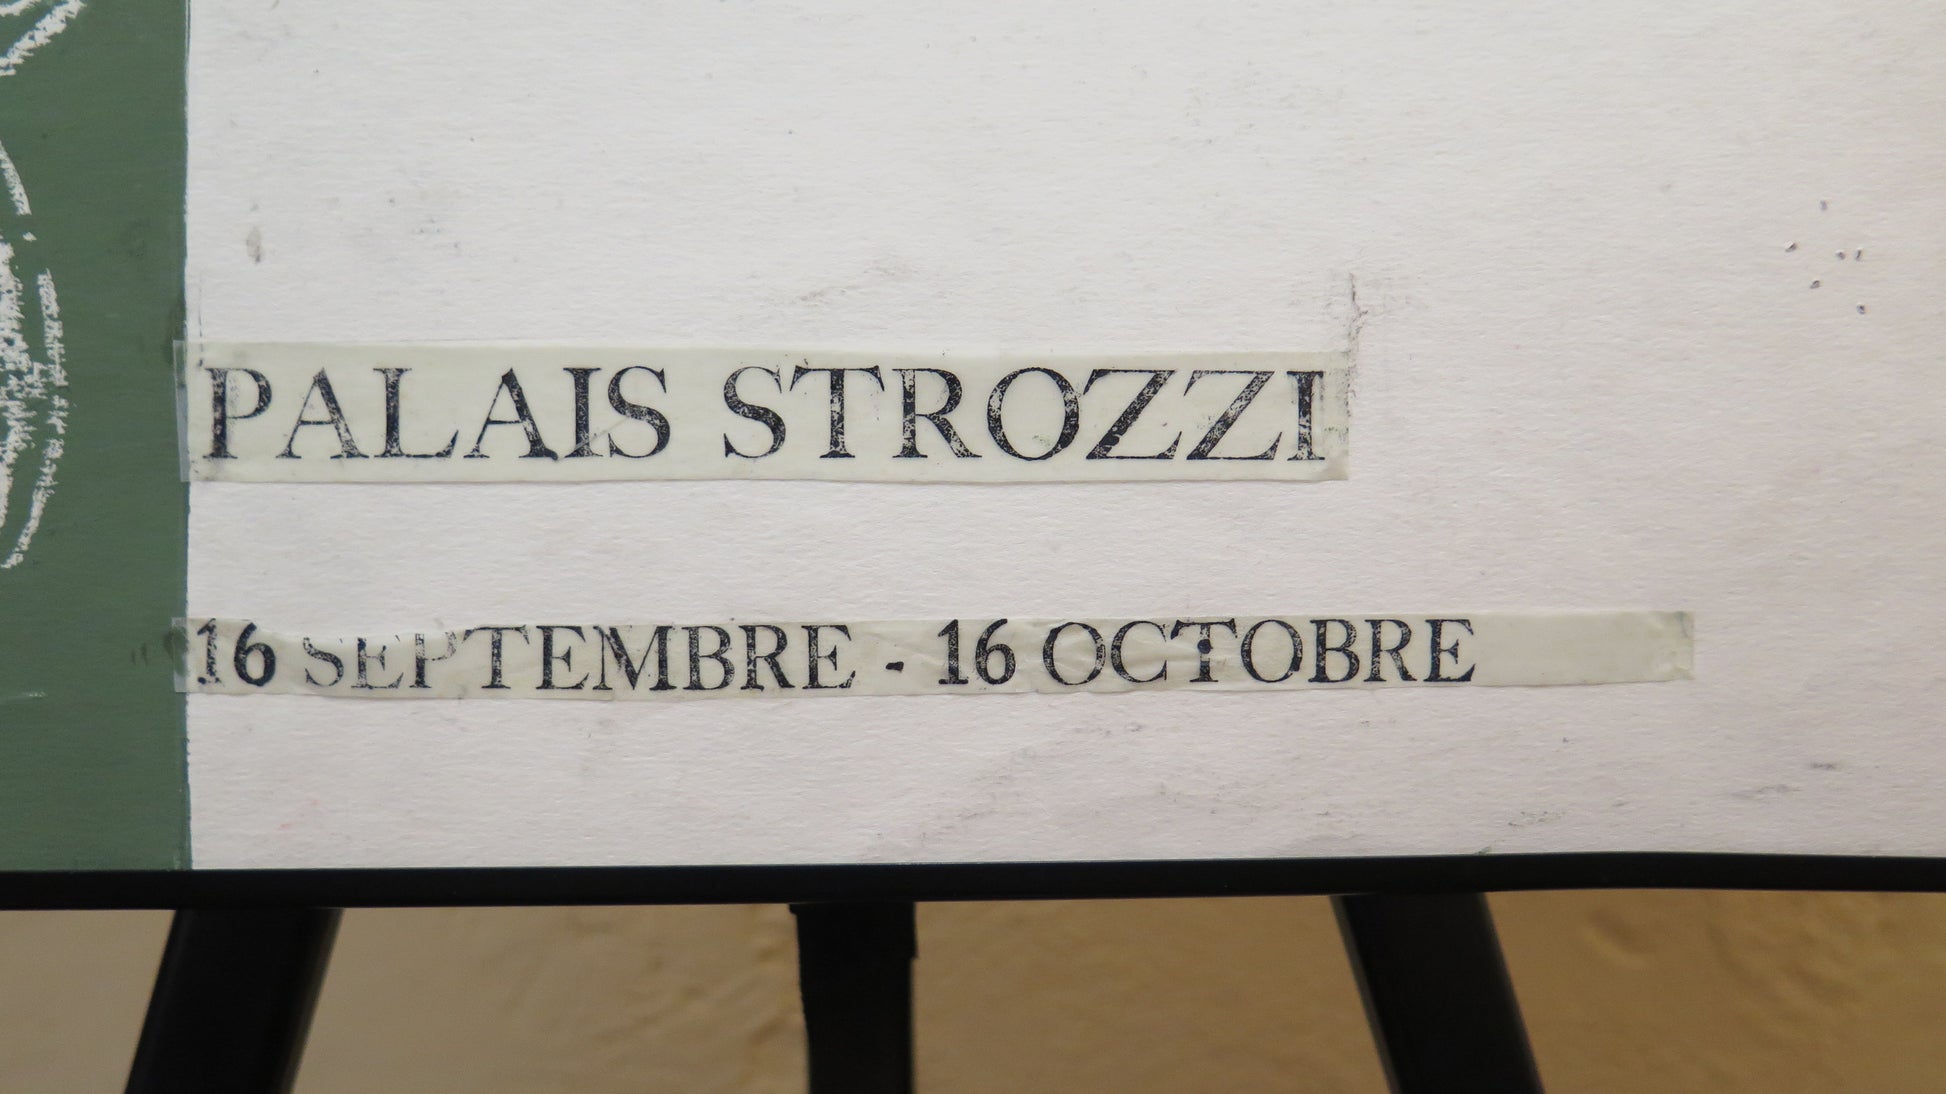 PALAIS STROZZI
16 SEPTEMBRE - 16 OCTOBRE